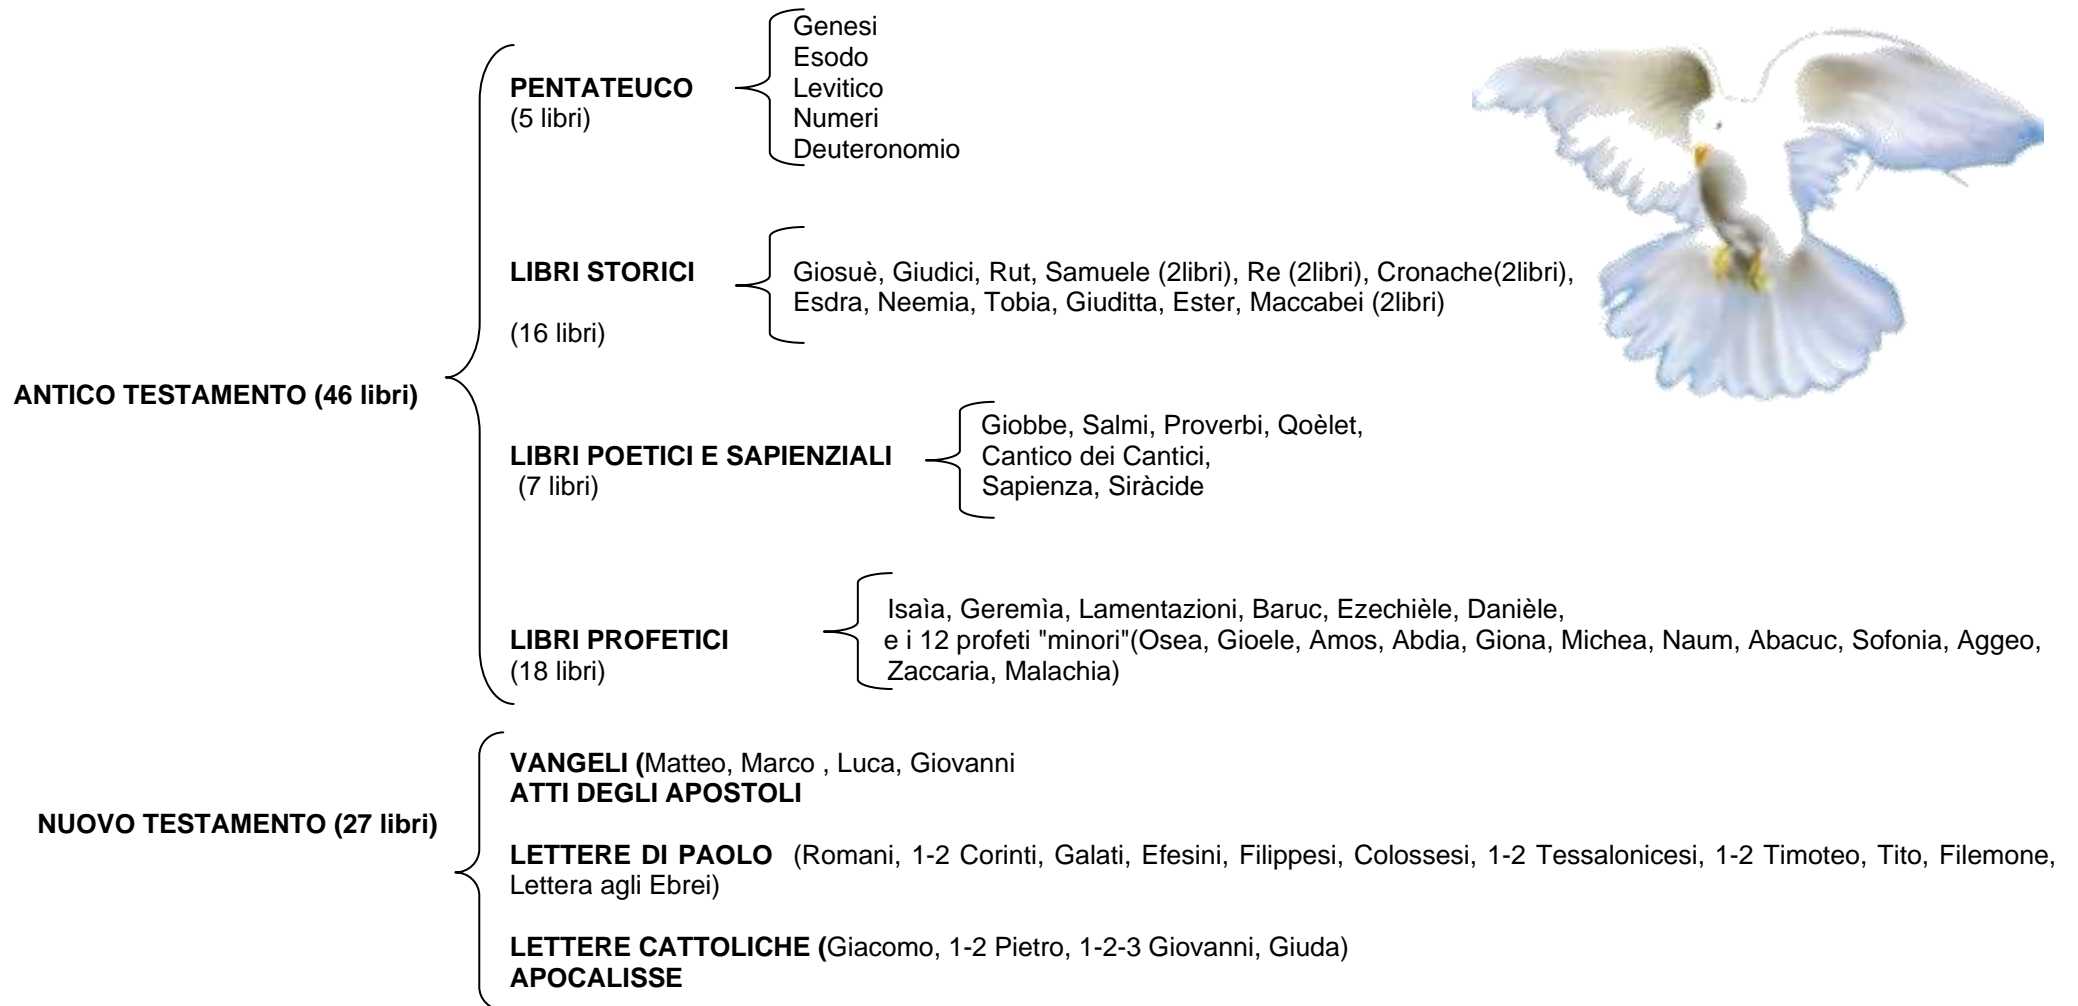 Genesi
Esodo
PENTATEUCO
Levitico
(5 libri)
Numeri
Deuteronomio
LIBRI STORICI
Giosuè, Giudici, Rut, Samuele (2libri), Re (2libri), Cronache(2libri),
Esdra, Neemia, Tobia, Giuditta, Ester, Maccabei (2libri)
(16 libri)
ANTICO TESTAMENTO (46 libri)
Giobbe, Salmi, Proverbi, Qoèlet,
LIBRI POETICI E SAPIENZIALI
Cantico dei Cantici,
(7 libri)
Sapienza, Siràcide
Isaìa, Geremìa, Lamentazioni, Baruc, Ezechièle, Danièle,
LIBRI PROFETICI
e i 12 profeti "minori"(Osea, Gioele, Amos, Abdia, Giona, Michea, Naum, Abacuc, Sofonia, Aggeo,
(18 libri)
Zaccaria, Malachia)
VANGELI (Matteo, Marco , Luca, Giovanni
ATTI DEGLI APOSTOLI
NUOVO TESTAMENTO (27 libri)
LETTERE DI PAOLO (Romani, 1-2 Corinti, Galati, Efesini, Filippesi, Colossesi, 1-2 Tessalonicesi, 1-2 Timoteo, Tito, Filemone,
Lettera agli Ebrei)
LETTERE CATTOLICHE (Giacomo, 1-2 Pietro, 1-2-3 Giovanni, Giuda)
APOCALISSE